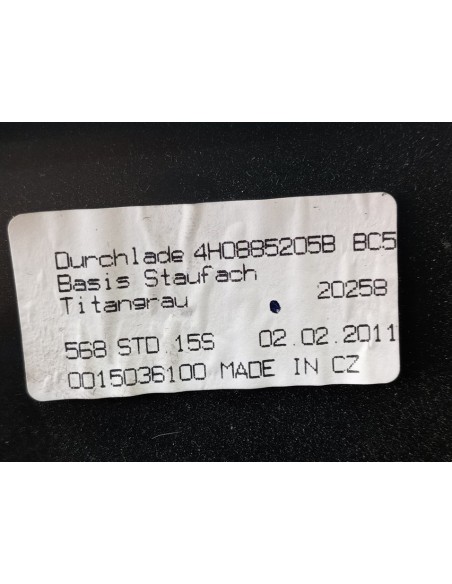 Durchlade 4H0885205B BC5
Basis Staufach
Titangrau 20258
568 STD 15S 02.02.2011
0015036100 MADE IN CZ